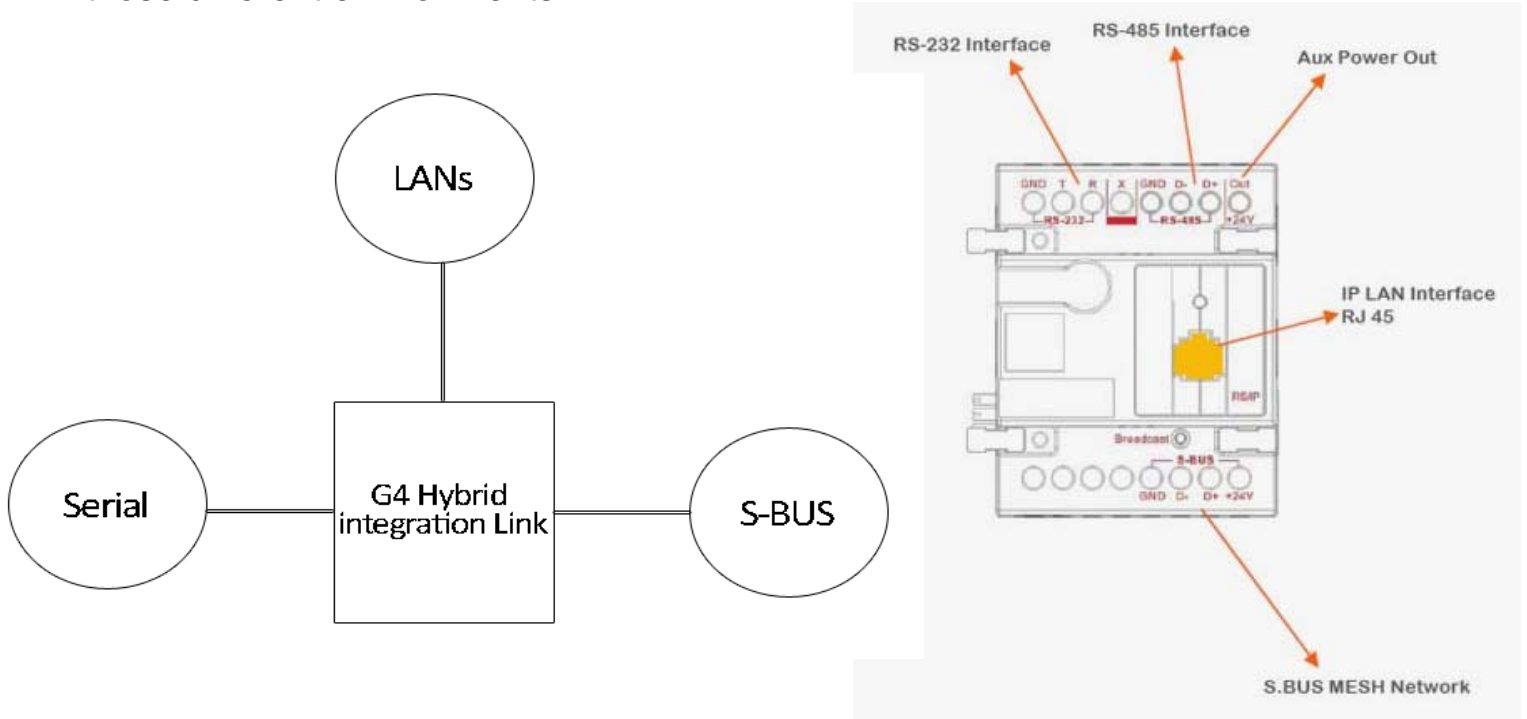 LANs
Serial
G4 Hybrid
integration Link
S-BUS
RS-232 Interface
RS-485 Interface
Aux Power Out
GND T R X GND D- D+ Out
RS-232 RS-485 +24V
IP LAN Interface
RJ 45
RS/IP
Broadcast
S-BUS
GND D- D+ +24V
S.BUS MESH Network